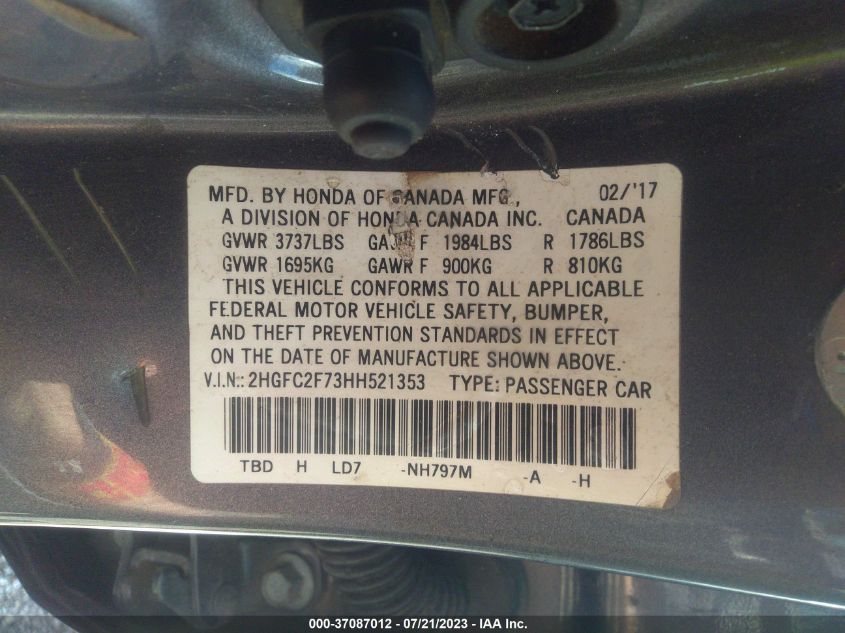 MFD. BY HONDA OF CANADA MFG., 02/'17
A DIVISION OF HONDA CANADA INC. CANADA
GVWR 3737LBS GAWR F 1984LBS R 1786LBS
GVWR 1695KG GAWR F 900KG R 810KG
THIS VEHICLE CONFORMS TO ALL APPLICABLE
FEDERAL MOTOR VEHICLE SAFETY, BUMPER,
AND THEFT PREVENTION STANDARDS IN EFFECT
ON THE DATE OF MANUFACTURE SHOWN ABOVE.
V.I.N.: 2HGFC2F73HH521353 TYPE: PASSENGER CAR
TBD H LD7 -NH797M -A -H
000-37087012 / 07/21/2023 - IAA Inc.